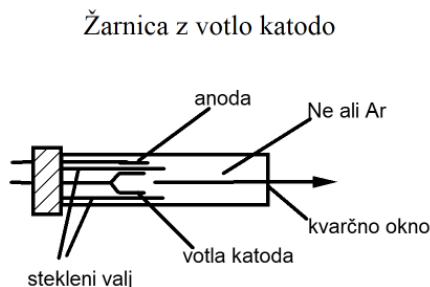 Žarnica z votlo katodo
anoda
Ne ali Ar
kvarčno okno
votla katoda
stekleni valj